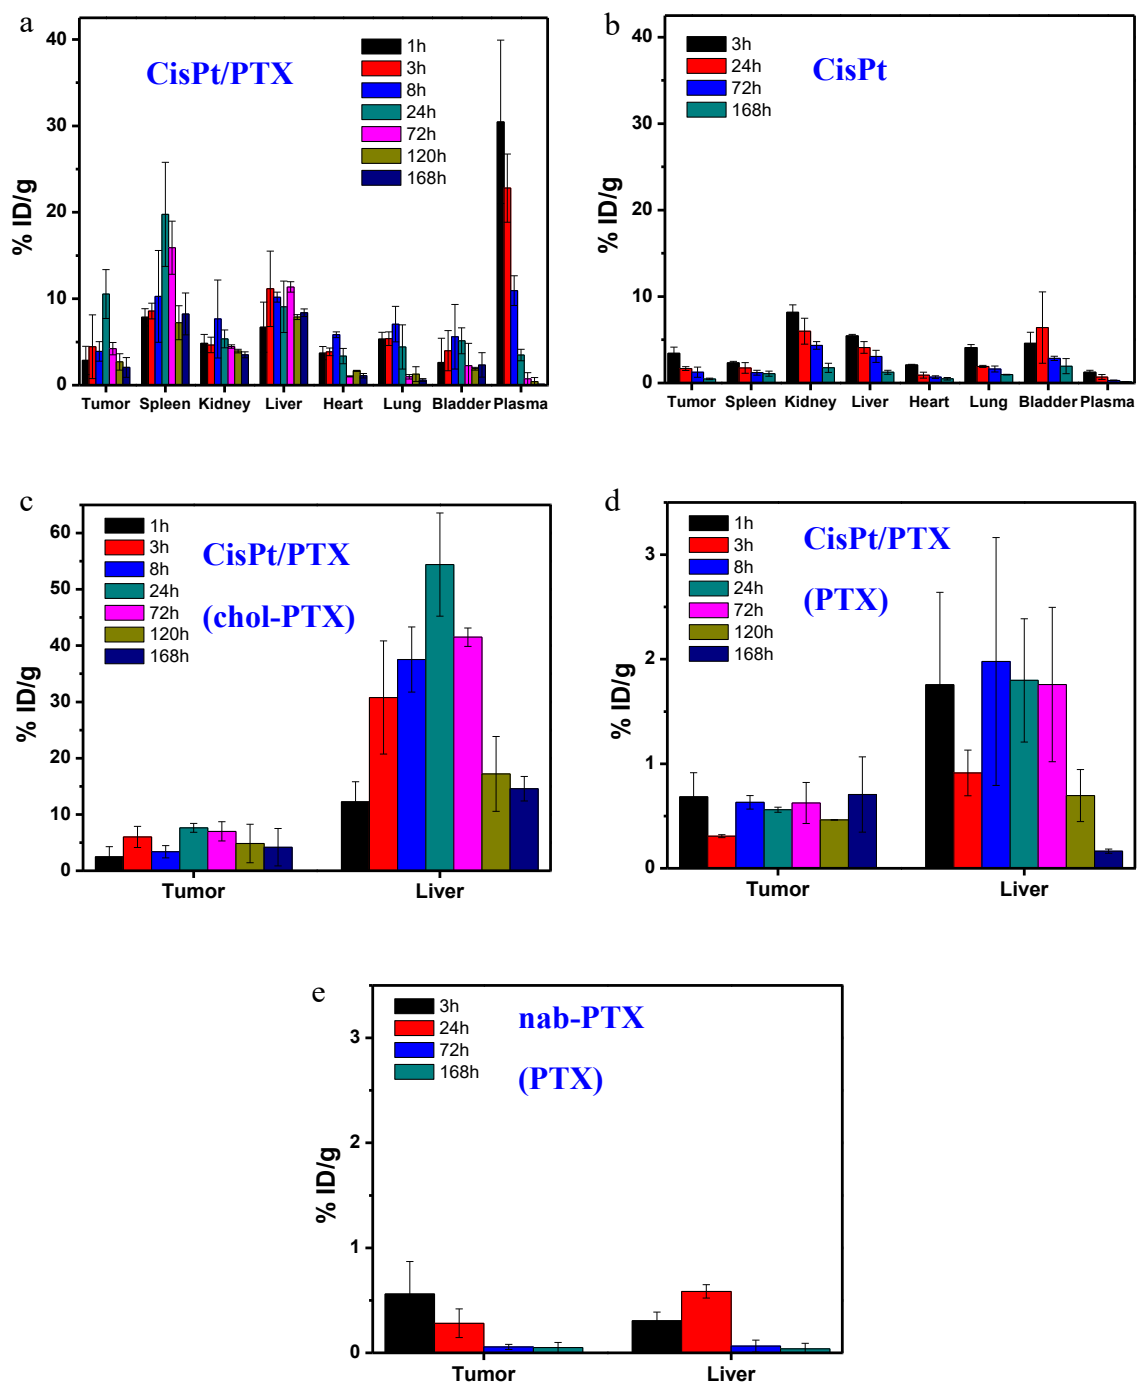 a
CisPt/PTX
1h
3h
8h
24h
72h
120h
168h
% ID/g
40
30
20
10
0
Tumor Spleen Kidney Liver Heart Lung Bladder Plasma
b
CisPt
3h
24h
72h
168h
% ID/g
40
30
20
10
0
Tumor Spleen Kidney Liver Heart Lung Bladder Plasma
c
CisPt/PTX
(chol-PTX)
1h
3h
8h
24h
72h
120h
168h
% ID/g
60
50
40
30
20
10
0
Tumor Liver
d
CisPt/PTX
(PTX)
1h
3h
8h
24h
72h
120h
168h
% ID/g
3
2
1
0
Tumor Liver
e
nab-PTX
(PTX)
3h
24h
72h
168h
% ID/g
3
2
1
0
Tumor Liver